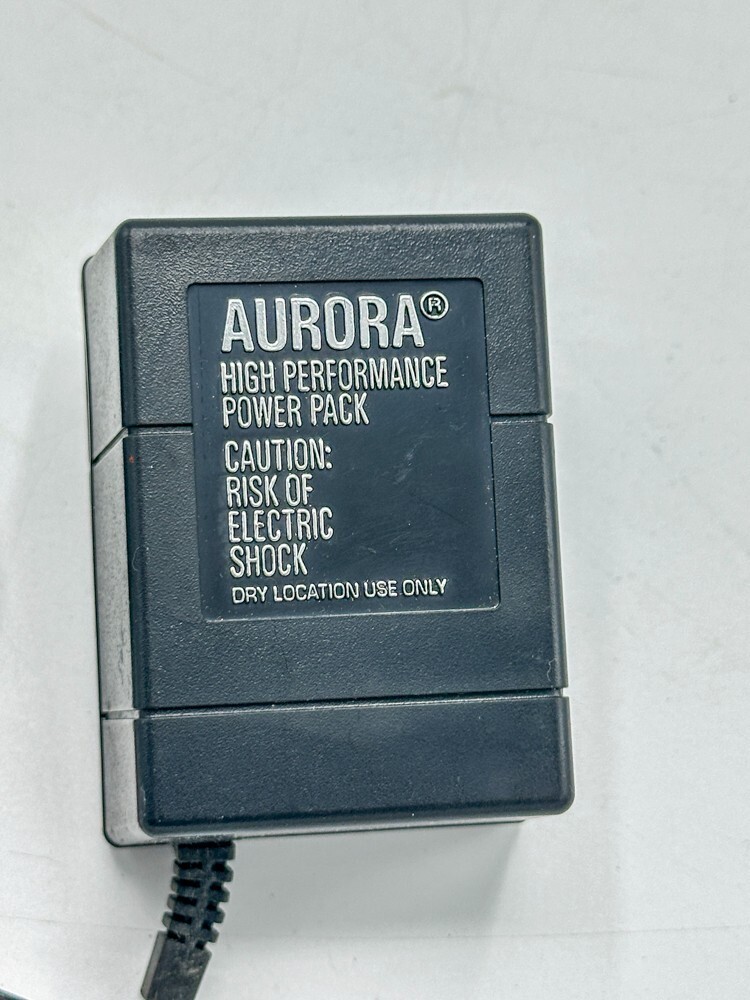 AURORA®
HIGH PERFORMANCE
POWER PACK
CAUTION:
RISK OF
ELECTRIC
SHOCK
DRY LOCATION USE ONLY